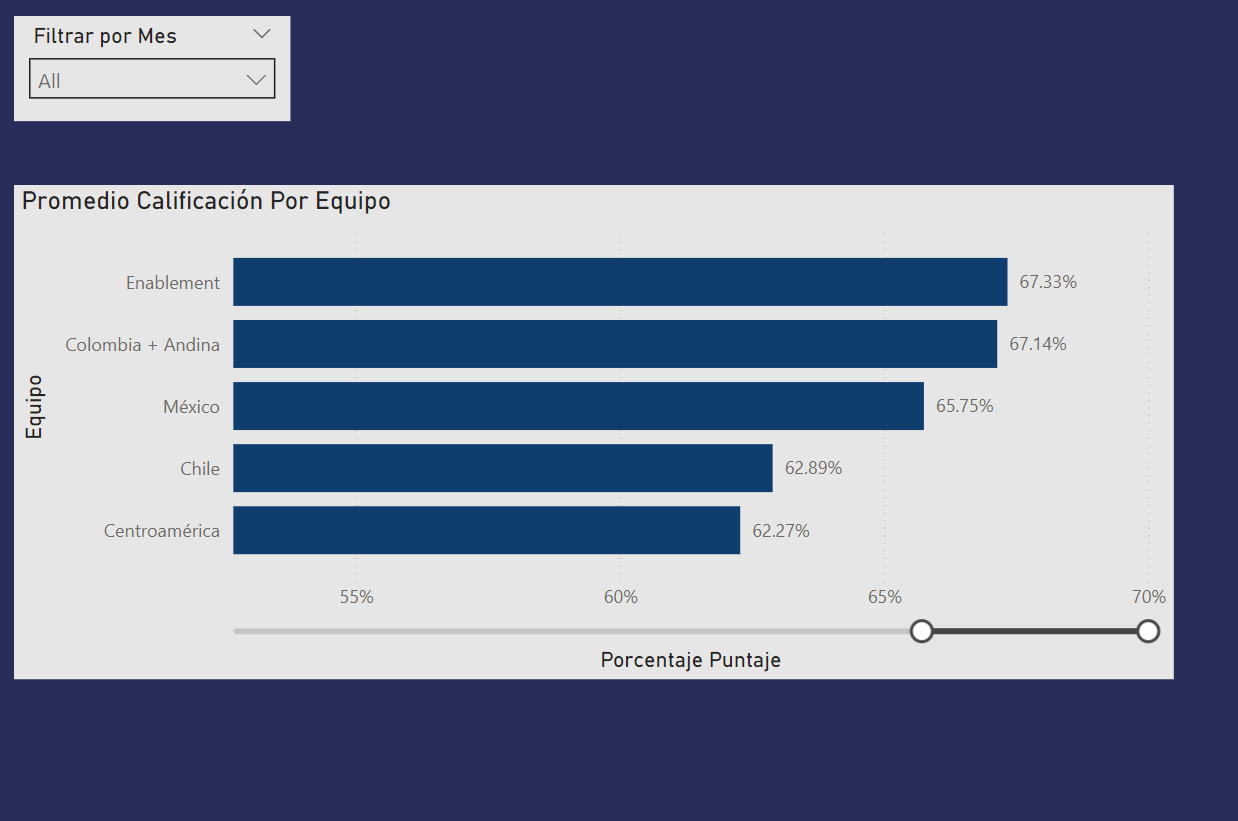 Filtrar por Mes
All
Promedio Calificación Por Equipo
Equipo
Enablement 67.33%
Colombia + Andina 67.14%
México 65.75%
Chile 62.89%
Centroamérica 62.27%
55% 60% 65% 70%
Porcentaje Puntaje